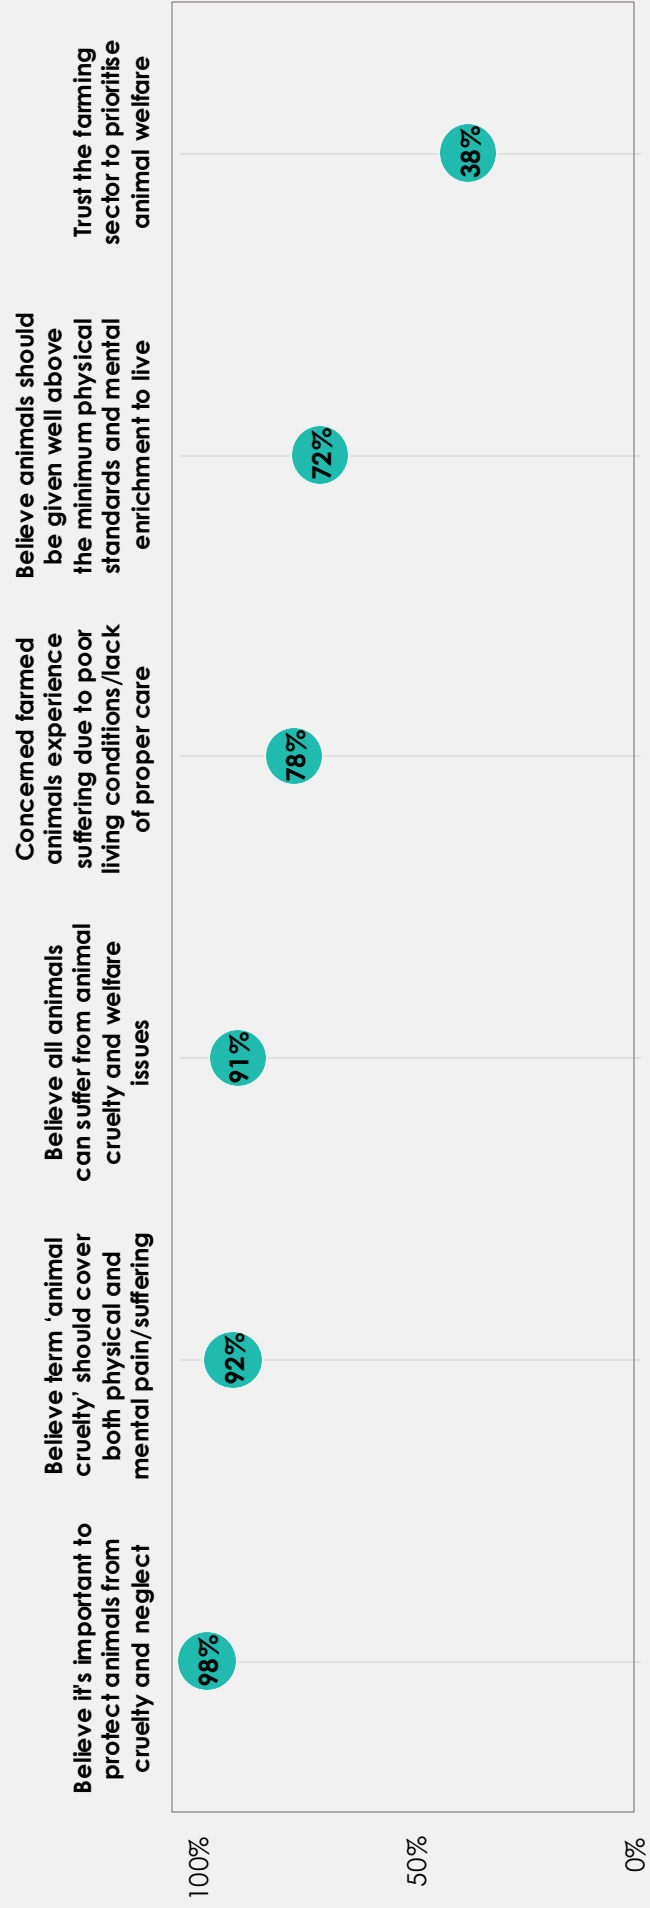 Believe it's important to
protect animals from
cruelty and neglect
Believe term ‘animal
cruelty’ should cover
both physical and
mental pain/suffering
Believe all animals
can suffer from animal
cruelty and welfare
issues
Concerned farmed
animals experience
suffering due to poor
living conditions/lack
of proper care
Believe animals should
be given well above
the minimum physical
standards and mental
enrichment to live
Trust the farming
sector to prioritise
animal welfare
100%
50%
0%
98%
92%
91%
78%
72%
38%